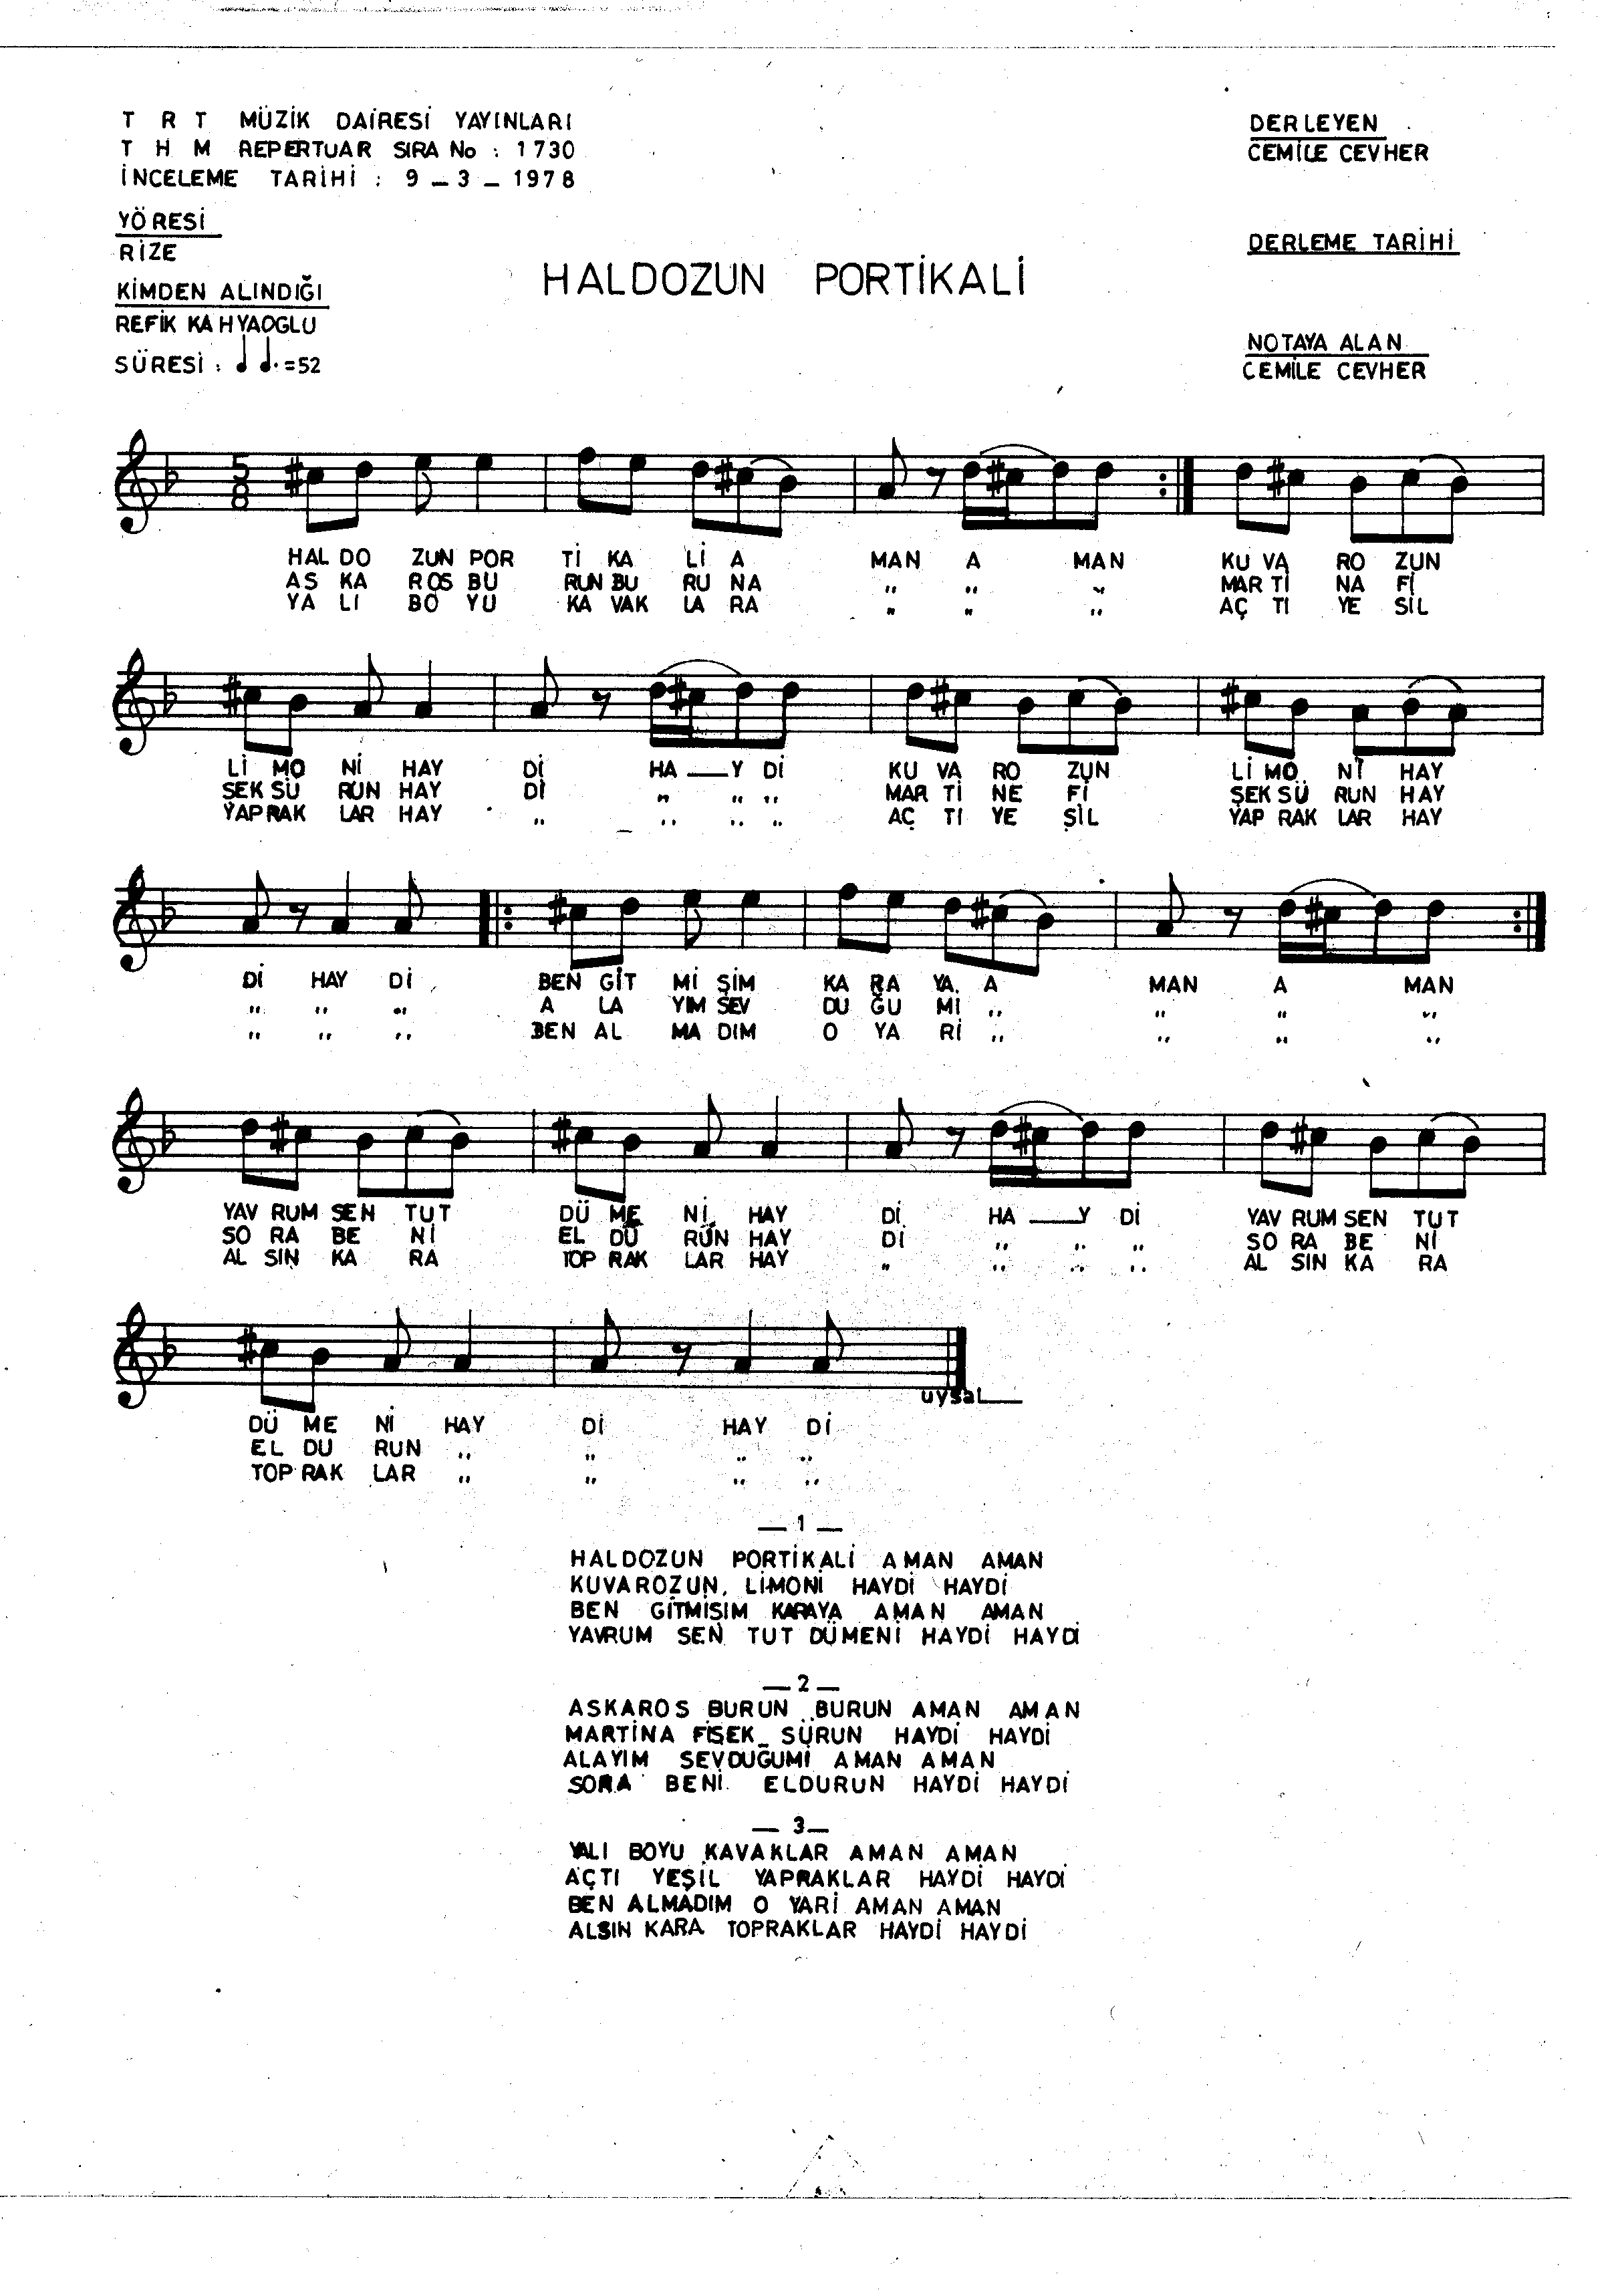 T R T MÜZİK DAİRESİ YAYINLARI
T H M REPERTUAR SIRA No : 1730
İNCELEME TARİHİ : 9 - 3 - 1978
DERLEYEN
CEMİLE CEVHER
YÖRESİ
RİZE
DERLEME TARİHİ
HALDOZUN PORTİKALİ
KİMDEN ALINDIĞI
REFİK KAHYAOGLU
NOTAYA ALAN
CEMİLE CEVHER
SÜRESİ : ♩ ♩. = 52
5
8
HAL DO ZUN POR Tİ KA Lİ A MAN A MAN KU VA RO ZUN
AS KA ROS BU RUN BU RU NA ,, ,, ,, MAR Tİ NA Fİ
YA LI BO YU KA VAK LA RA ,, ,, ,, AÇ TI YE SİL
Lİ MO Nİ HAY Dİ HA — Y Dİ KU VA RO ZUN Lİ MO Nİ HAY
SEK SÜ RÜN HAY Dİ ,, ,, ,, MAR Tİ NE Fİ ŞEK SÜ RUN HAY
YAP RAK LAR HAY ,, ,, ,, ,, AÇ TI YE ŞİL YAP RAK LAR HAY
Dİ HAY Dİ BEN GİT Mİ ŞİM KA RA YA A MAN A MAN
,, ,, ,, A LA YIM SEV DU ĞU Mİ ,, ,, ,, ,,
,, ,, ,, BEN AL MA DIM O YA Rİ ,, ,, ,, ,,
YAV RUM SEN TUT DÜ ME Nİ HAY Dİ HA — Y Dİ YAV RUM SEN TUT
SO RA BE Nİ EL DÜ RÜN HAY Dİ ,, ,, ,, SO RA BE Nİ
AL SIN KA RA TOP RAK LAR HAY ,, ,, ,, ,, AL SIN KA RA
uysal
DÜ ME Nİ HAY Dİ HAY Dİ
EL DU RUN ,, ,, ,, ,,
TOP RAK LAR ,, ,, ,, ,,
— 1 —
HALDOZUN PORTİKALİ AMAN AMAN
KUVAROZUN LİMONİ HAYDİ HAYDİ
BEN GİTMİSİM KARAYA AMAN AMAN
YAVRUM SEN TUT DÜMENİ HAYDİ HAYDİ
— 2 —
ASKAROS BURUN BURUN AMAN AMAN
MARTİNA FİSEK SÜRUN HAYDİ HAYDİ
ALAYIM SEVDUĞUMİ AMAN AMAN
SORA BENİ ELDURUN HAYDİ HAYDİ
— 3 —
YALI BOYU KAVAKLAR AMAN AMAN
AÇTI YEŞİL YAPRAKLAR HAYDİ HAYDİ
BEN ALMADIM O YARİ AMAN AMAN
ALSIN KARA TOPRAKLAR HAYDİ HAYDİ